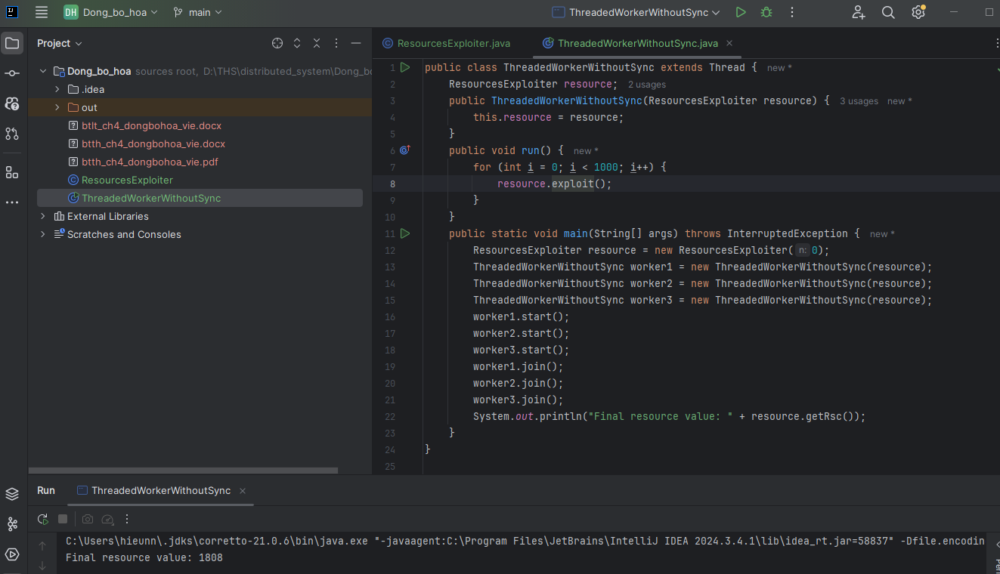 DH Dong_bo_hoa main ThreadedWorkerWithoutSync
Project
Dong_bo_hoa sources root, D:\THS\distributed_system\Dong_bo
.idea
out
btlt_ch4_dongbohoa_vie.docx
btth_ch4_dongbohoa_vie.docx
btth_ch4_dongbohoa_vie.pdf
ResourcesExploiter
ThreadedWorkerWithoutSync
External Libraries
Scratches and Consoles
ResourcesExploiter.java ThreadedWorkerWithoutSync.java
1 public class ThreadedWorkerWithoutSync extends Thread { new *
2 ResourcesExploiter resource; 2 usages
3 public ThreadedWorkerWithoutSync(ResourcesExploiter resource) { 3 usages new *
4 this.resource = resource;
5 }
6 public void run() { new *
7 for (int i = 0; i < 1000; i++) {
8 resource.exploit();
9 }
10 }
11 public static void main(String[] args) throws InterruptedException { new *
12 ResourcesExploiter resource = new ResourcesExploiter( n: 0);
13 ThreadedWorkerWithoutSync worker1 = new ThreadedWorkerWithoutSync(resource);
14 ThreadedWorkerWithoutSync worker2 = new ThreadedWorkerWithoutSync(resource);
15 ThreadedWorkerWithoutSync worker3 = new ThreadedWorkerWithoutSync(resource);
16 worker1.start();
17 worker2.start();
18 worker3.start();
19 worker1.join();
20 worker2.join();
21 worker3.join();
22 System.out.println("Final resource value: " + resource.getRsc());
23 }
24 }
25
Run ThreadedWorkerWithoutSync
C:\Users\hieunn\.jdks\corretto-21.0.6\bin\java.exe "-javaagent:C:\Program Files\JetBrains\IntelliJ IDEA 2024.3.4.1\lib\idea_rt.jar=58837" -Dfile.encodin
Final resource value: 1808